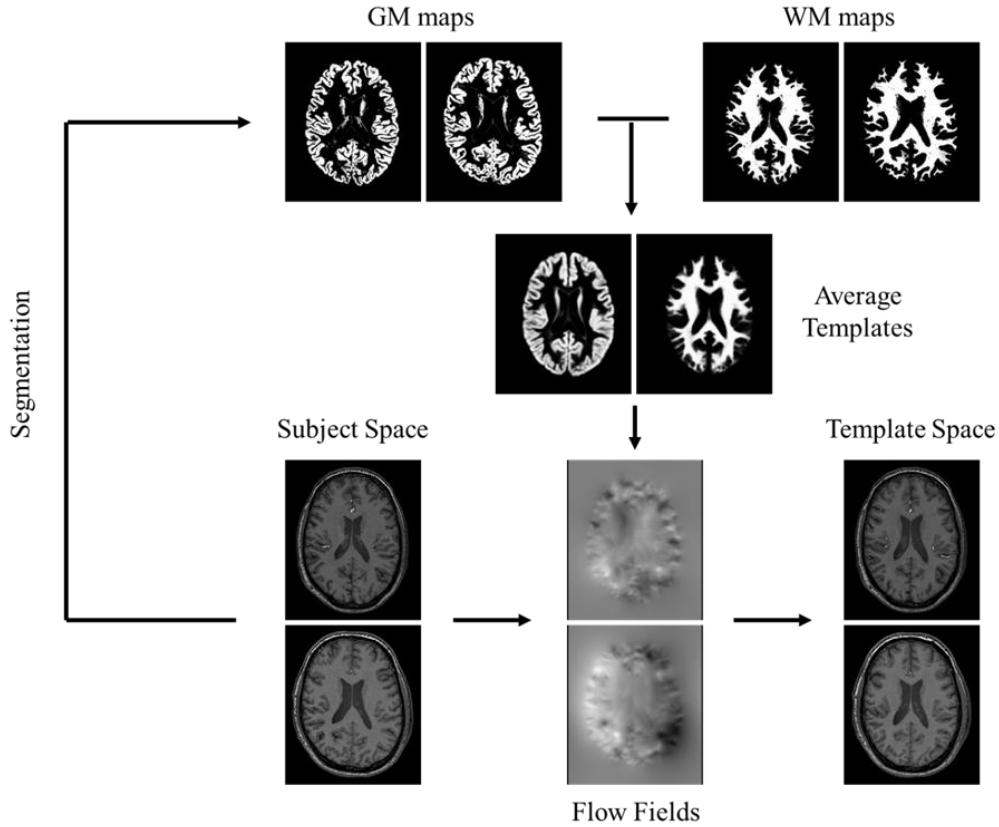 GM maps
WM maps
Average
Templates
Segmentation
Subject Space
Template Space
Flow Fields